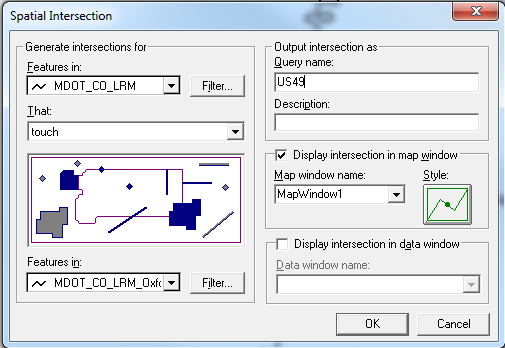 Spatial Intersection
Generate intersections for
Features in:
MDOT_CO_LRM
Filter...
That:
touch
Features in:
MDOT_CO_LRM_Oxfo
Filter...
Output intersection as
Query name:
US49
Description:
Display intersection in map window
Map window name:
Style:
MapWindow1
Display intersection in data window
Data window name:
OK
Cancel